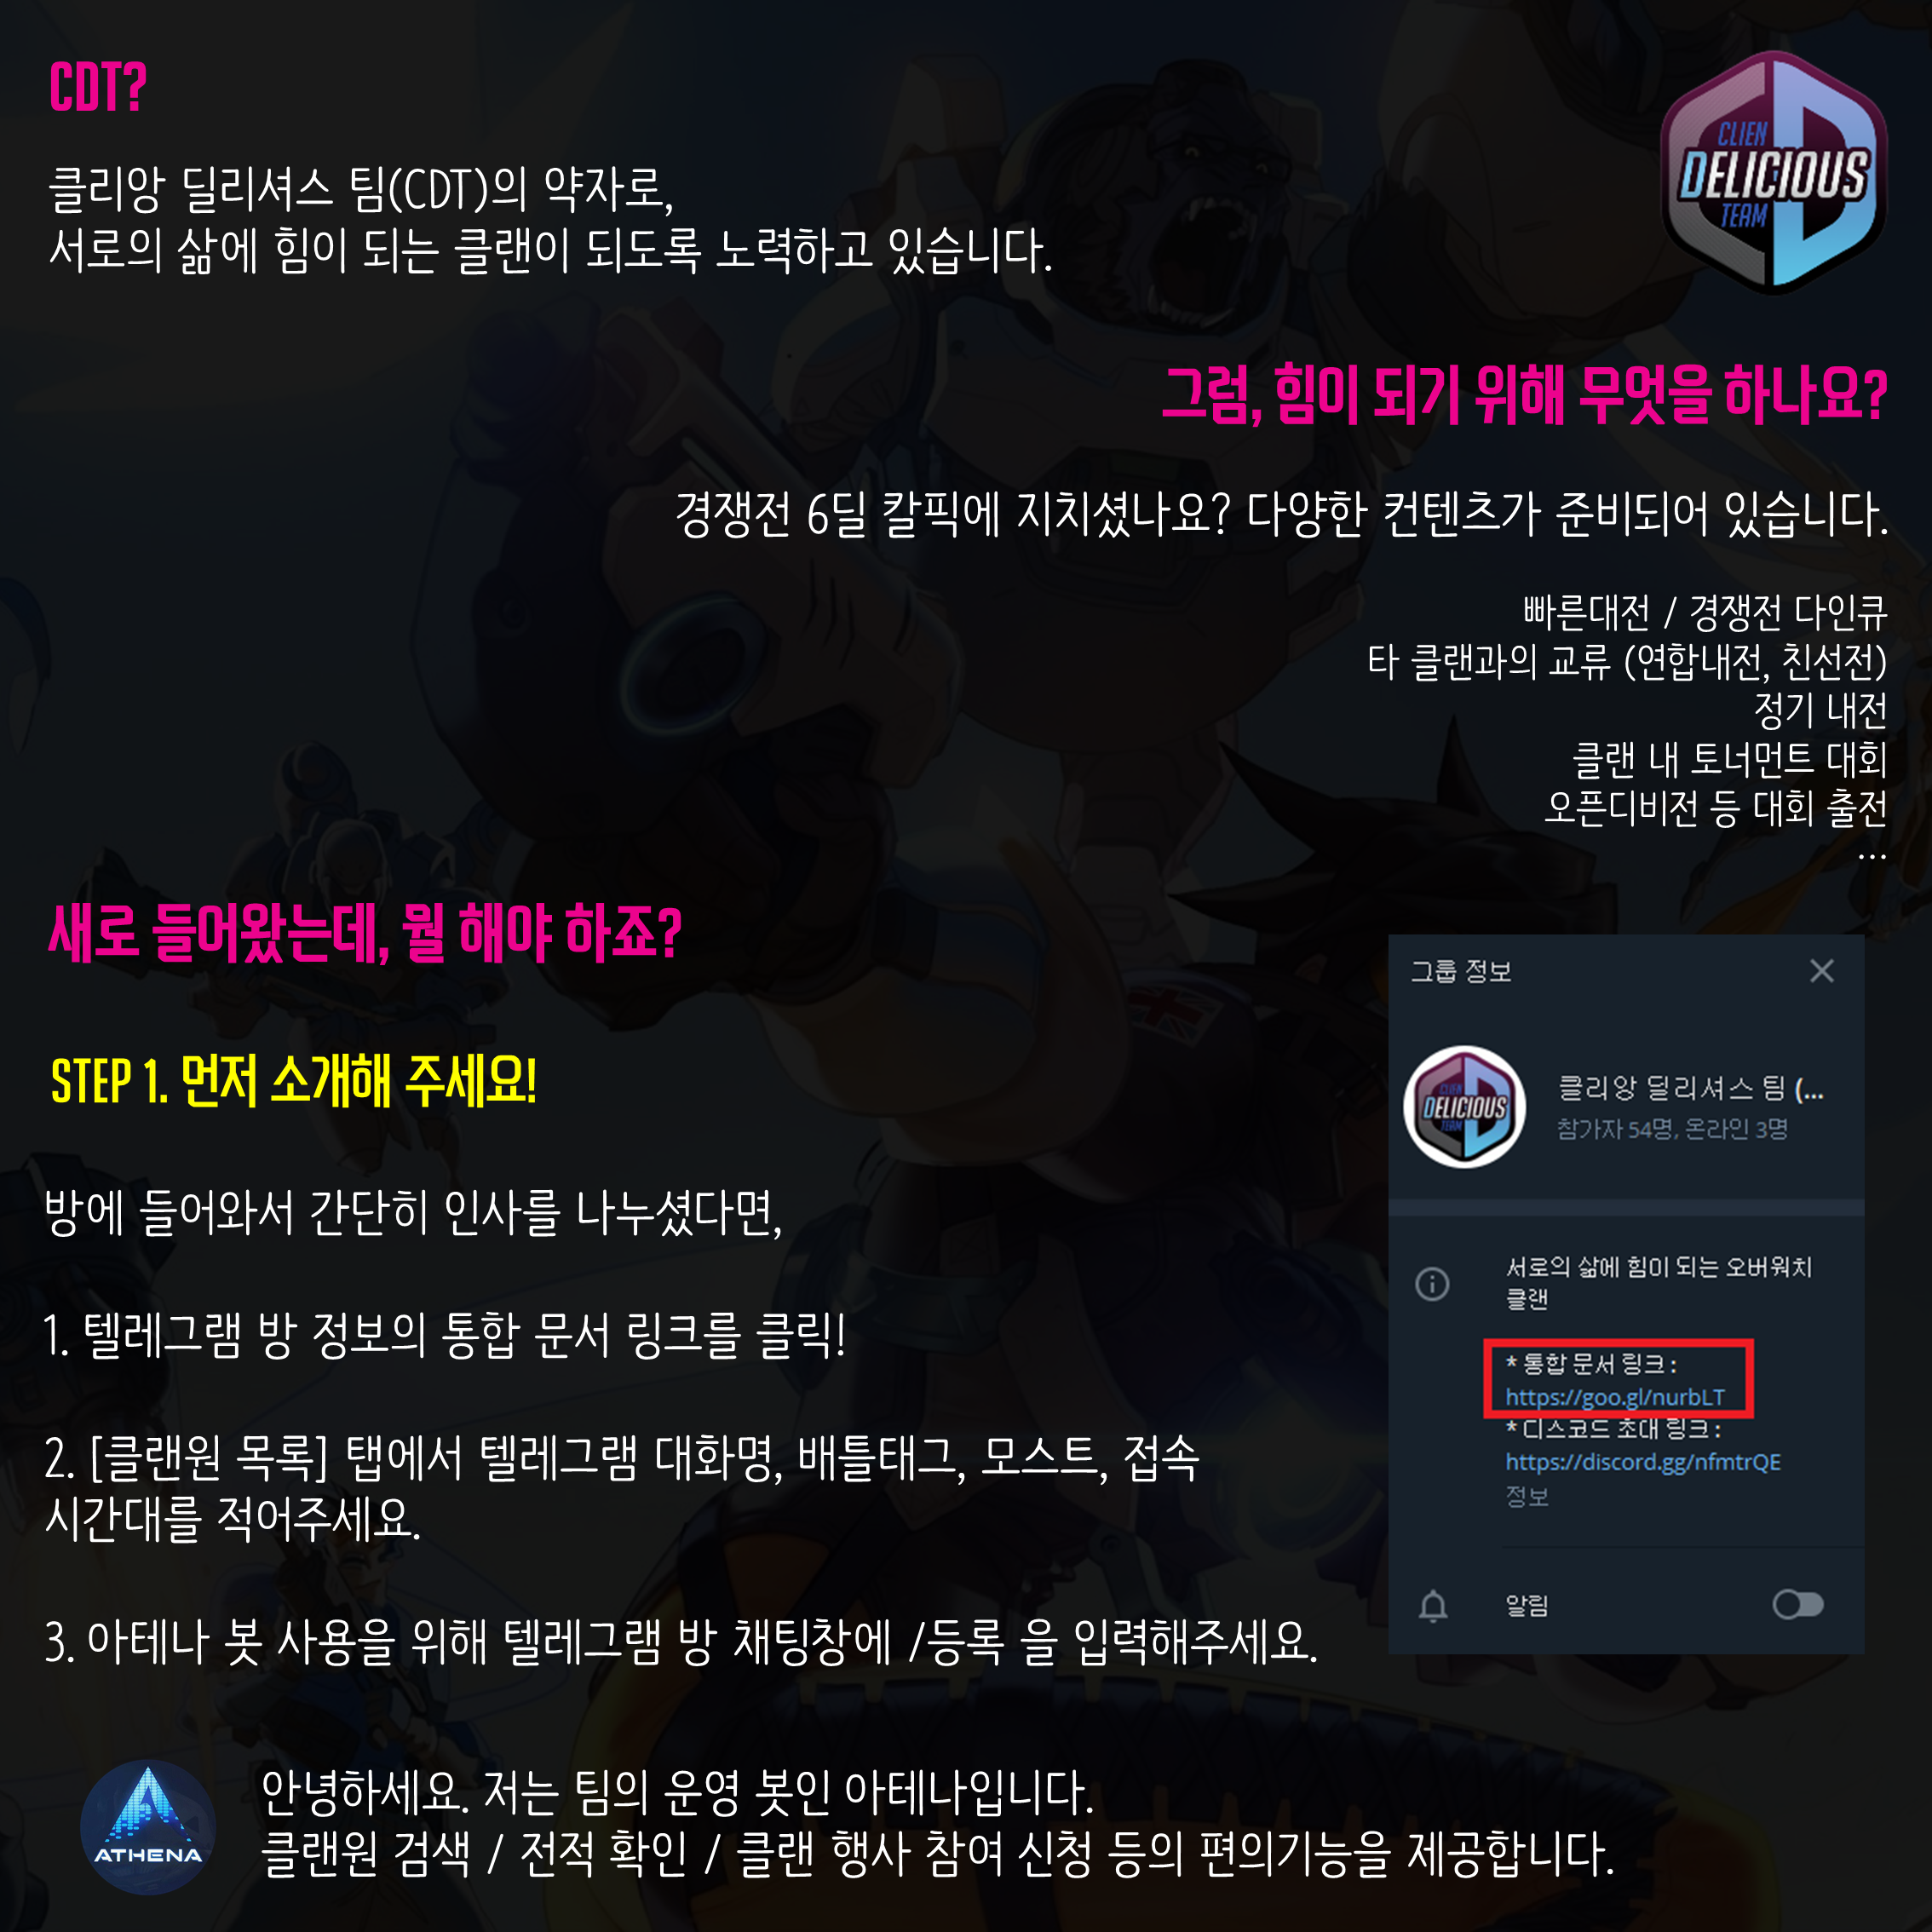 CDT?
클리앙 딜리셔스 팀(CDT)의 약자로,
서로의 삶에 힘이 되는 클랜이 되도록 노력하고 있습니다.
CLIEN
DELICIOUS
TEAM
그럼, 힘이 되기 위해 무엇을 하나요?
경쟁전 6딜 칼픽에 지치셨나요? 다양한 컨텐츠가 준비되어 있습니다.
빠른대전 / 경쟁전 다인큐
타 클랜과의 교류 (연합내전, 친선전)
정기 내전
클랜 내 토너먼트 대회
오픈디비전 등 대회 출전
...
새로 들어왔는데, 뭘 해야 하죠?
STEP 1. 먼저 소개해 주세요!
방에 들어와서 간단히 인사를 나누셨다면,
1. 텔레그램 방 정보의 통합 문서 링크를 클릭!
2. [클랜원 목록] 탭에서 텔레그램 대화명, 배틀태그, 모스트, 접속
시간대를 적어주세요.
3. 아테나 봇 사용을 위해 텔레그램 방 채팅창에 /등록 을 입력해주세요.
그룹 정보
CLIEN
DELICIOUS
TEAM
클리앙 딜리셔스 팀 (...
참가자 54명, 온라인 3명
서로의 삶에 힘이 되는 오버워치
클랜
* 통합 문서 링크 :
https://goo.gl/nurbLT
* 디스코드 초대 링크 :
https://discord.gg/nfmtrQE
정보
알림
ATHENA
안녕하세요. 저는 팀의 운영 봇인 아테나입니다.
클랜원 검색 / 전적 확인 / 클랜 행사 참여 신청 등의 편의기능을 제공합니다.